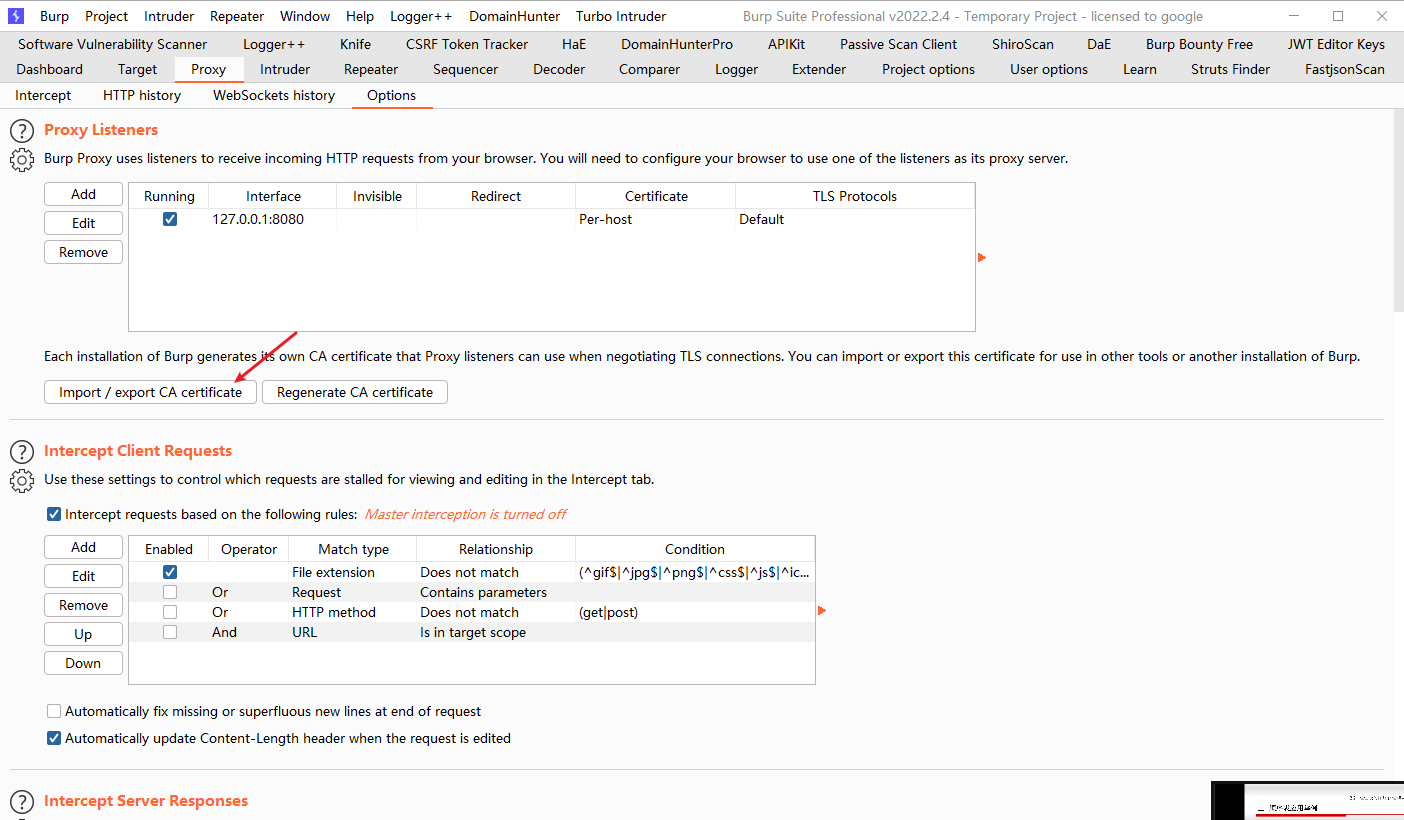 Burp Project Intruder Repeater Window Help Logger++ DomainHunter Turbo Intruder Burp Suite Professional v2022.2.4 - Temporary Project - licensed to google
Software Vulnerability Scanner Logger++ Knife CSRF Token Tracker HaE DomainHunterPro APIKit Passive Scan Client ShiroScan DaE Burp Bounty Free JWT Editor Keys
Dashboard Target Proxy Intruder Repeater Sequencer Decoder Comparer Logger Extender Project options User options Learn Struts Finder FastjsonScan
Intercept HTTP history WebSockets history Options
? Proxy Listeners
Burp Proxy uses listeners to receive incoming HTTP requests from your browser. You will need to configure your browser to use one of the listeners as its proxy server.
Add Running Interface Invisible Redirect Certificate TLS Protocols
Edit 127.0.0.1:8080 Per-host Default
Remove
Each installation of Burp generates its own CA certificate that Proxy listeners can use when negotiating TLS connections. You can import or export this certificate for use in other tools or another installation of Burp.
Import / export CA certificate Regenerate CA certificate
? Intercept Client Requests
Use these settings to control which requests are stalled for viewing and editing in the Intercept tab.
Intercept requests based on the following rules: Master interception is turned off
Add Enabled Operator Match type Relationship Condition
Edit File extension Does not match (^gif$|^jpg$|^png$|^css$|^js$|^ic...
Or Request Contains parameters
Remove Or HTTP method Does not match (get|post)
Up And URL Is in target scope
Down
Automatically fix missing or superfluous new lines at end of request
Automatically update Content-Length header when the request is edited
? Intercept Server Responses